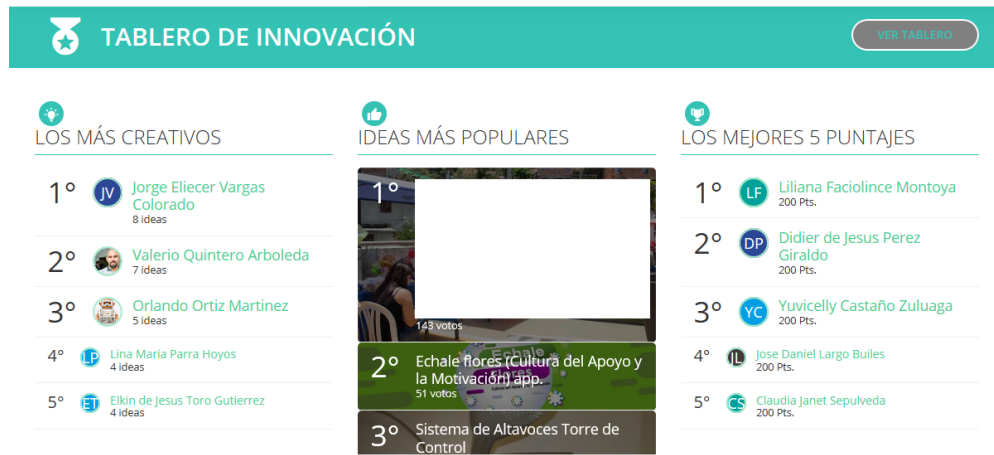 TABLERO DE INNOVACIÓN
VER TABLERO
LOS MÁS CREATIVOS
1°
JV
Jorge Eliecer Vargas
Colorado
8 ideas
2°
Valerio Quintero Arboleda
7 ideas
3°
Orlando Ortiz Martinez
5 ideas
4°
LP
Lina Maria Parra Hoyos
4 ideas
5°
ET
Elkin de Jesus Toro Gutierrez
4 ideas
IDEAS MÁS POPULARES
1°
143 votos
2°
Echale flores (Cultura del Apoyo y
la Motivación) app.
51 votos
Echale
Flores
3°
Sistema de Altavoces Torre de
Control
LOS MEJORES 5 PUNTAJES
1°
LF
Liliana Faciolince Montoya
200 Pts.
2°
DP
Didier de Jesus Perez
Giraldo
200 Pts.
3°
YC
Yuvicelly Castaño Zuluaga
200 Pts.
4°
JL
Jose Daniel Largo Builes
200 Pts.
5°
CS
Claudia Janet Sepulveda
200 Pts.